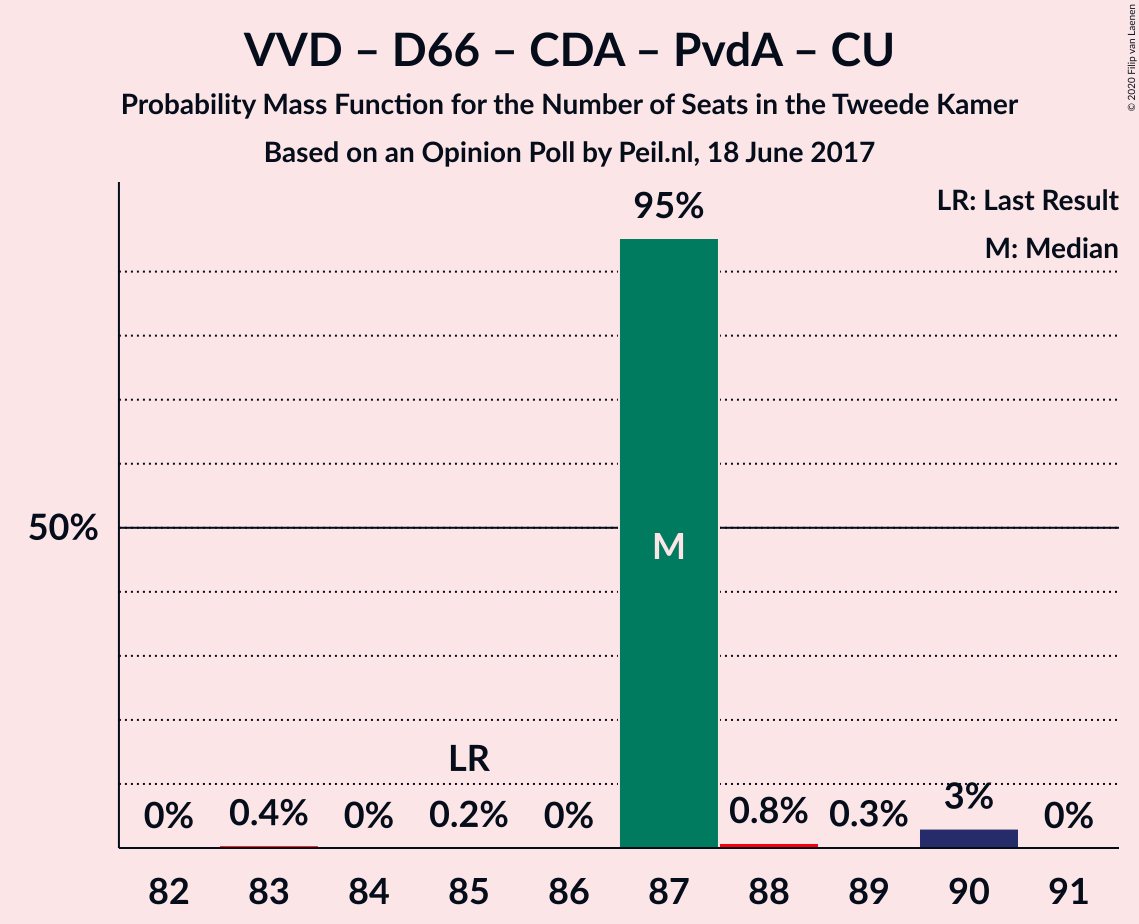 VVD – D66 – CDA – PvdA – CU
Probability Mass Function for the Number of Seats in the Tweede Kamer
Based on an Opinion Poll by Peil.nl, 18 June 2017
© 2020 Filip van Laenen
LR: Last Result
M: Median
95%
50%
M
LR
0% 0.4% 0% 0.2% 0% 0.8% 0.3% 3% 0%
82 83 84 85 86 87 88 89 90 91